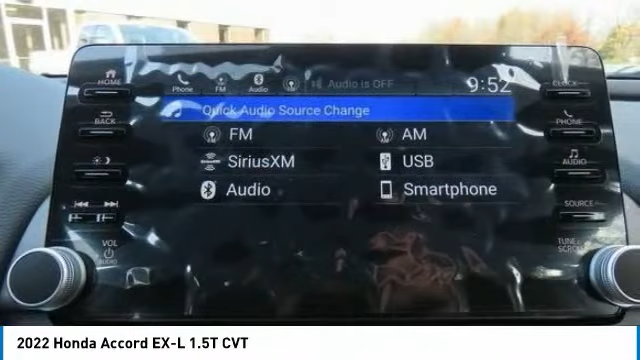 HOME
Phone FM Audio Audio is OFF 9:52 CLOCK
Quick Audio Source Change
BACK PHONE
FM AM
SiriusXM USB
AUDIO
Audio Smartphone
SOURCE
VOL
AUDIO
TUNE/
SCROLL
2022 Honda Accord EX-L 1.5T CVT